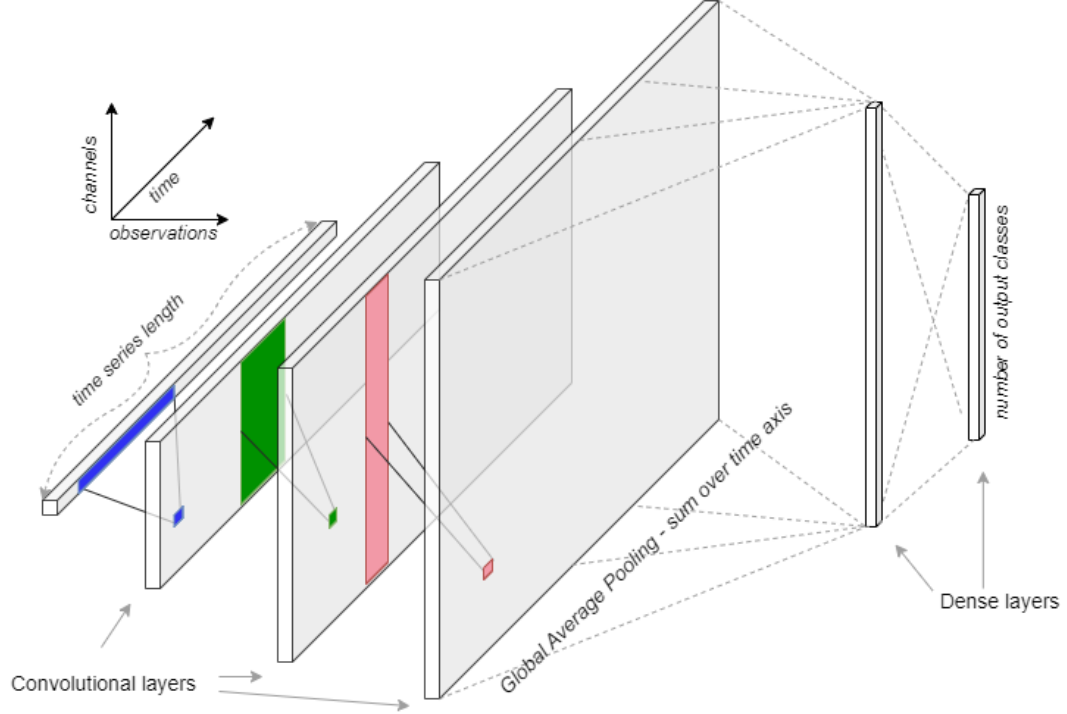 channels
time
observations
time series length
number of output classes
Global Average Pooling - sum over time axis
Dense layers
Convolutional layers